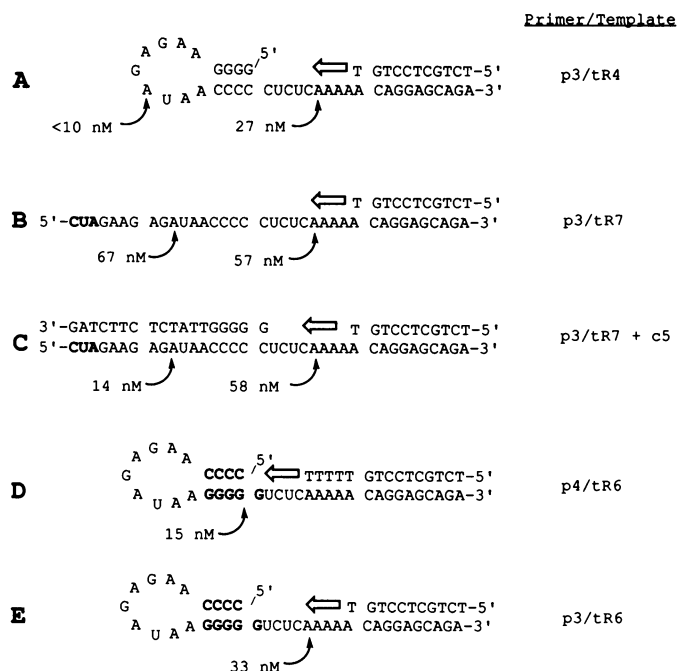 Primer/Template
A
G A G A A
G A U A A
GGGG 5'
T GTCCTCGTCT-5'
CCCC CUCUCAAAAA CAGGAGCAGA-3'
<10 nM
27 nM
p3/tR4
B
T GTCCTCGTCT-5'
5'-CUAGAAG AGAUAACCCC CUCUCAAAAA CAGGAGCAGA-3'
67 nM
57 nM
p3/tR7
C
3'-GATCTTC TCTATTGGGG G
T GTCCTCGTCT-5'
5'-CUAGAAG AGAUAACCCC CUCUCAAAAA CAGGAGCAGA-3'
14 nM
58 nM
p3/tR7 + c5
D
G A G A A
A U A A
CCCC 5'
TTTTT GTCCTCGTCT-5'
GGGG GUCUCAAAAA CAGGAGCAGA-3'
15 nM
p4/tR6
E
G A G A A
A U A A
CCCC 5'
T GTCCTCGTCT-5'
GGGG GUCUCAAAAA CAGGAGCAGA-3'
33 nM
p3/tR6